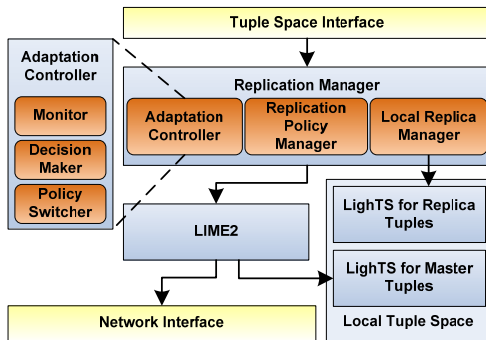 Tuple Space Interface
Adaptation
Controller
Monitor
Decision
Maker
Policy
Switcher
Replication Manager
Adaptation
Controller
Replication
Policy
Manager
Local Replica
Manager
LIME2
LighTS for Replica
Tuples
LighTS for Master
Tuples
Local Tuple Space
Network Interface